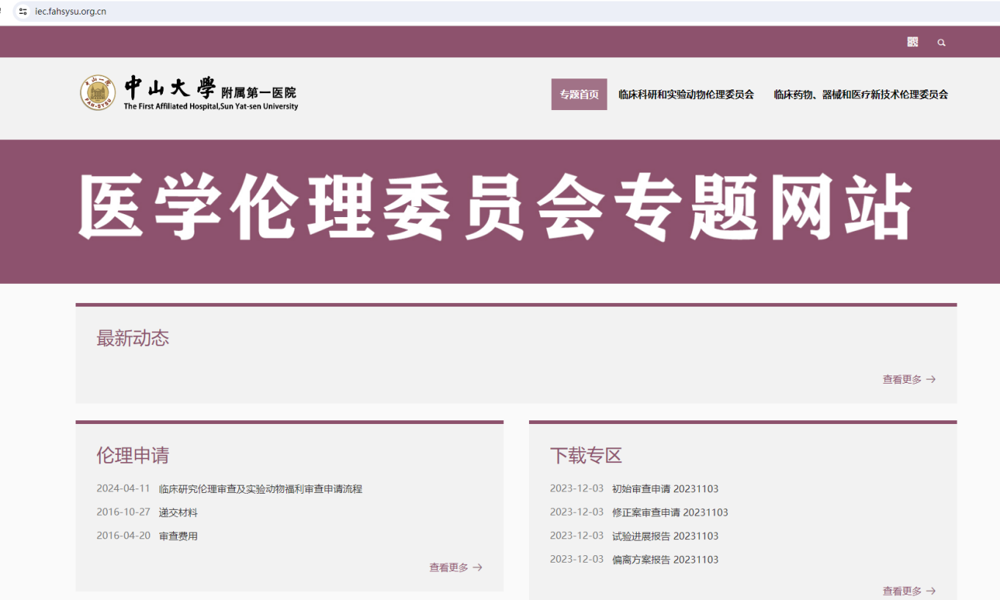 iec.fahsysu.org.cn
中山大學 附属第一医院
The First Affiliated Hospital,Sun Yat-sen University
专题首页
临床科研和实验动物伦理委员会
临床药物、器械和医疗新技术伦理委员会
医学伦理委员会专题网站
最新动态
查看更多 →
伦理申请
2024-04-11 临床研究伦理审查及实验动物福利审查申请流程
2016-10-27 递交材料
2016-04-20 审查费用
查看更多 →
下载专区
2023-12-03 初始审查申请 20231103
2023-12-03 修正案审查申请 20231103
2023-12-03 试验进展报告 20231103
2023-12-03 偏离方案报告 20231103
查看更多 →